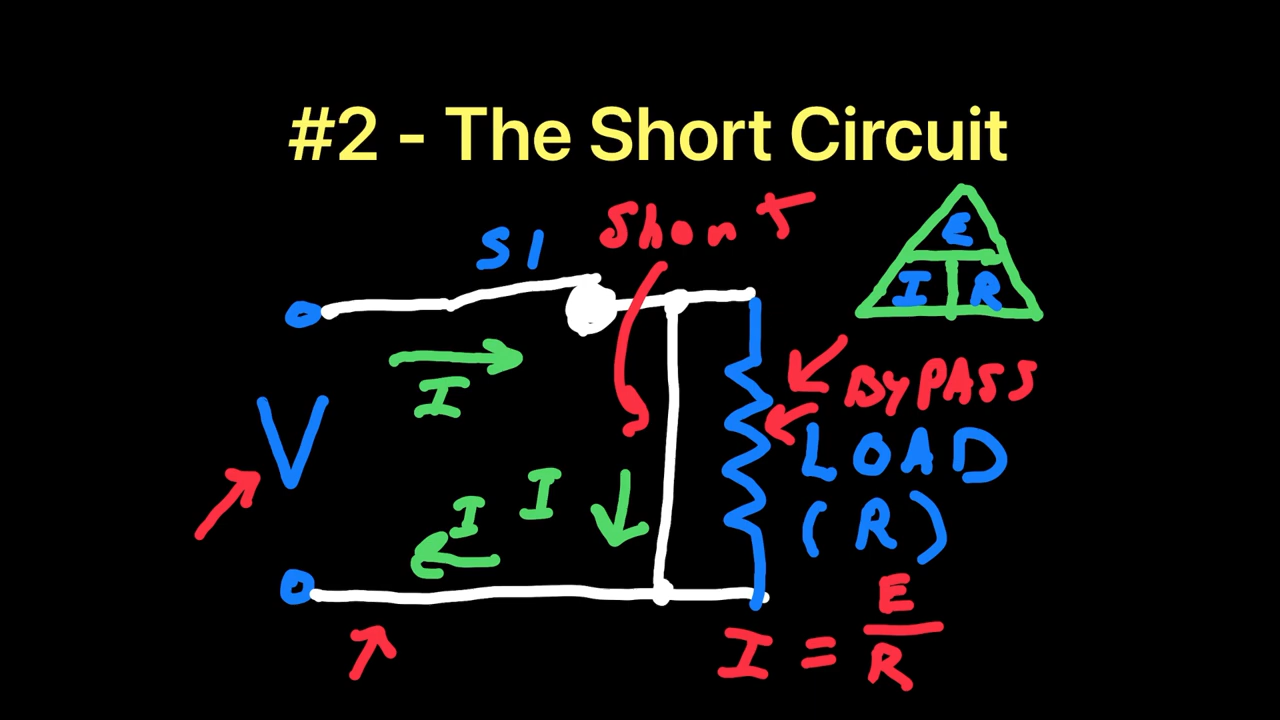 #2 - The Short Circuit
Short
S1
E
I R
I
BYPASS
V
LOAD
I I
(R)
I = E
R